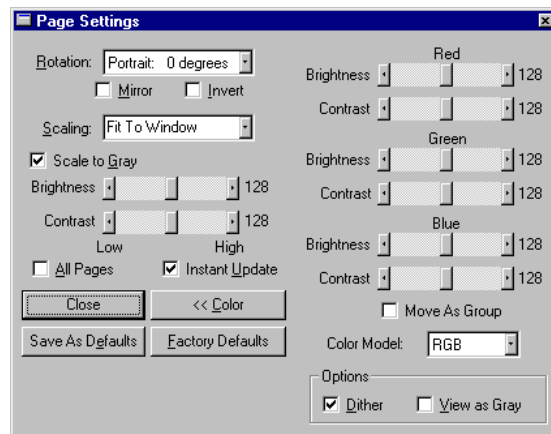 Page Settings
Rotation: Portrait: 0 degrees
Mirror Invert
Scaling: Fit To Window
Scale to Gray
Brightness 128
Contrast 128
Low High
All Pages Instant Update
Close << Color
Save As Defaults Factory Defaults
Red
Brightness 128
Contrast 128
Green
Brightness 128
Contrast 128
Blue
Brightness 128
Contrast 128
Move As Group
Color Model: RGB
Options
Dither View as Gray